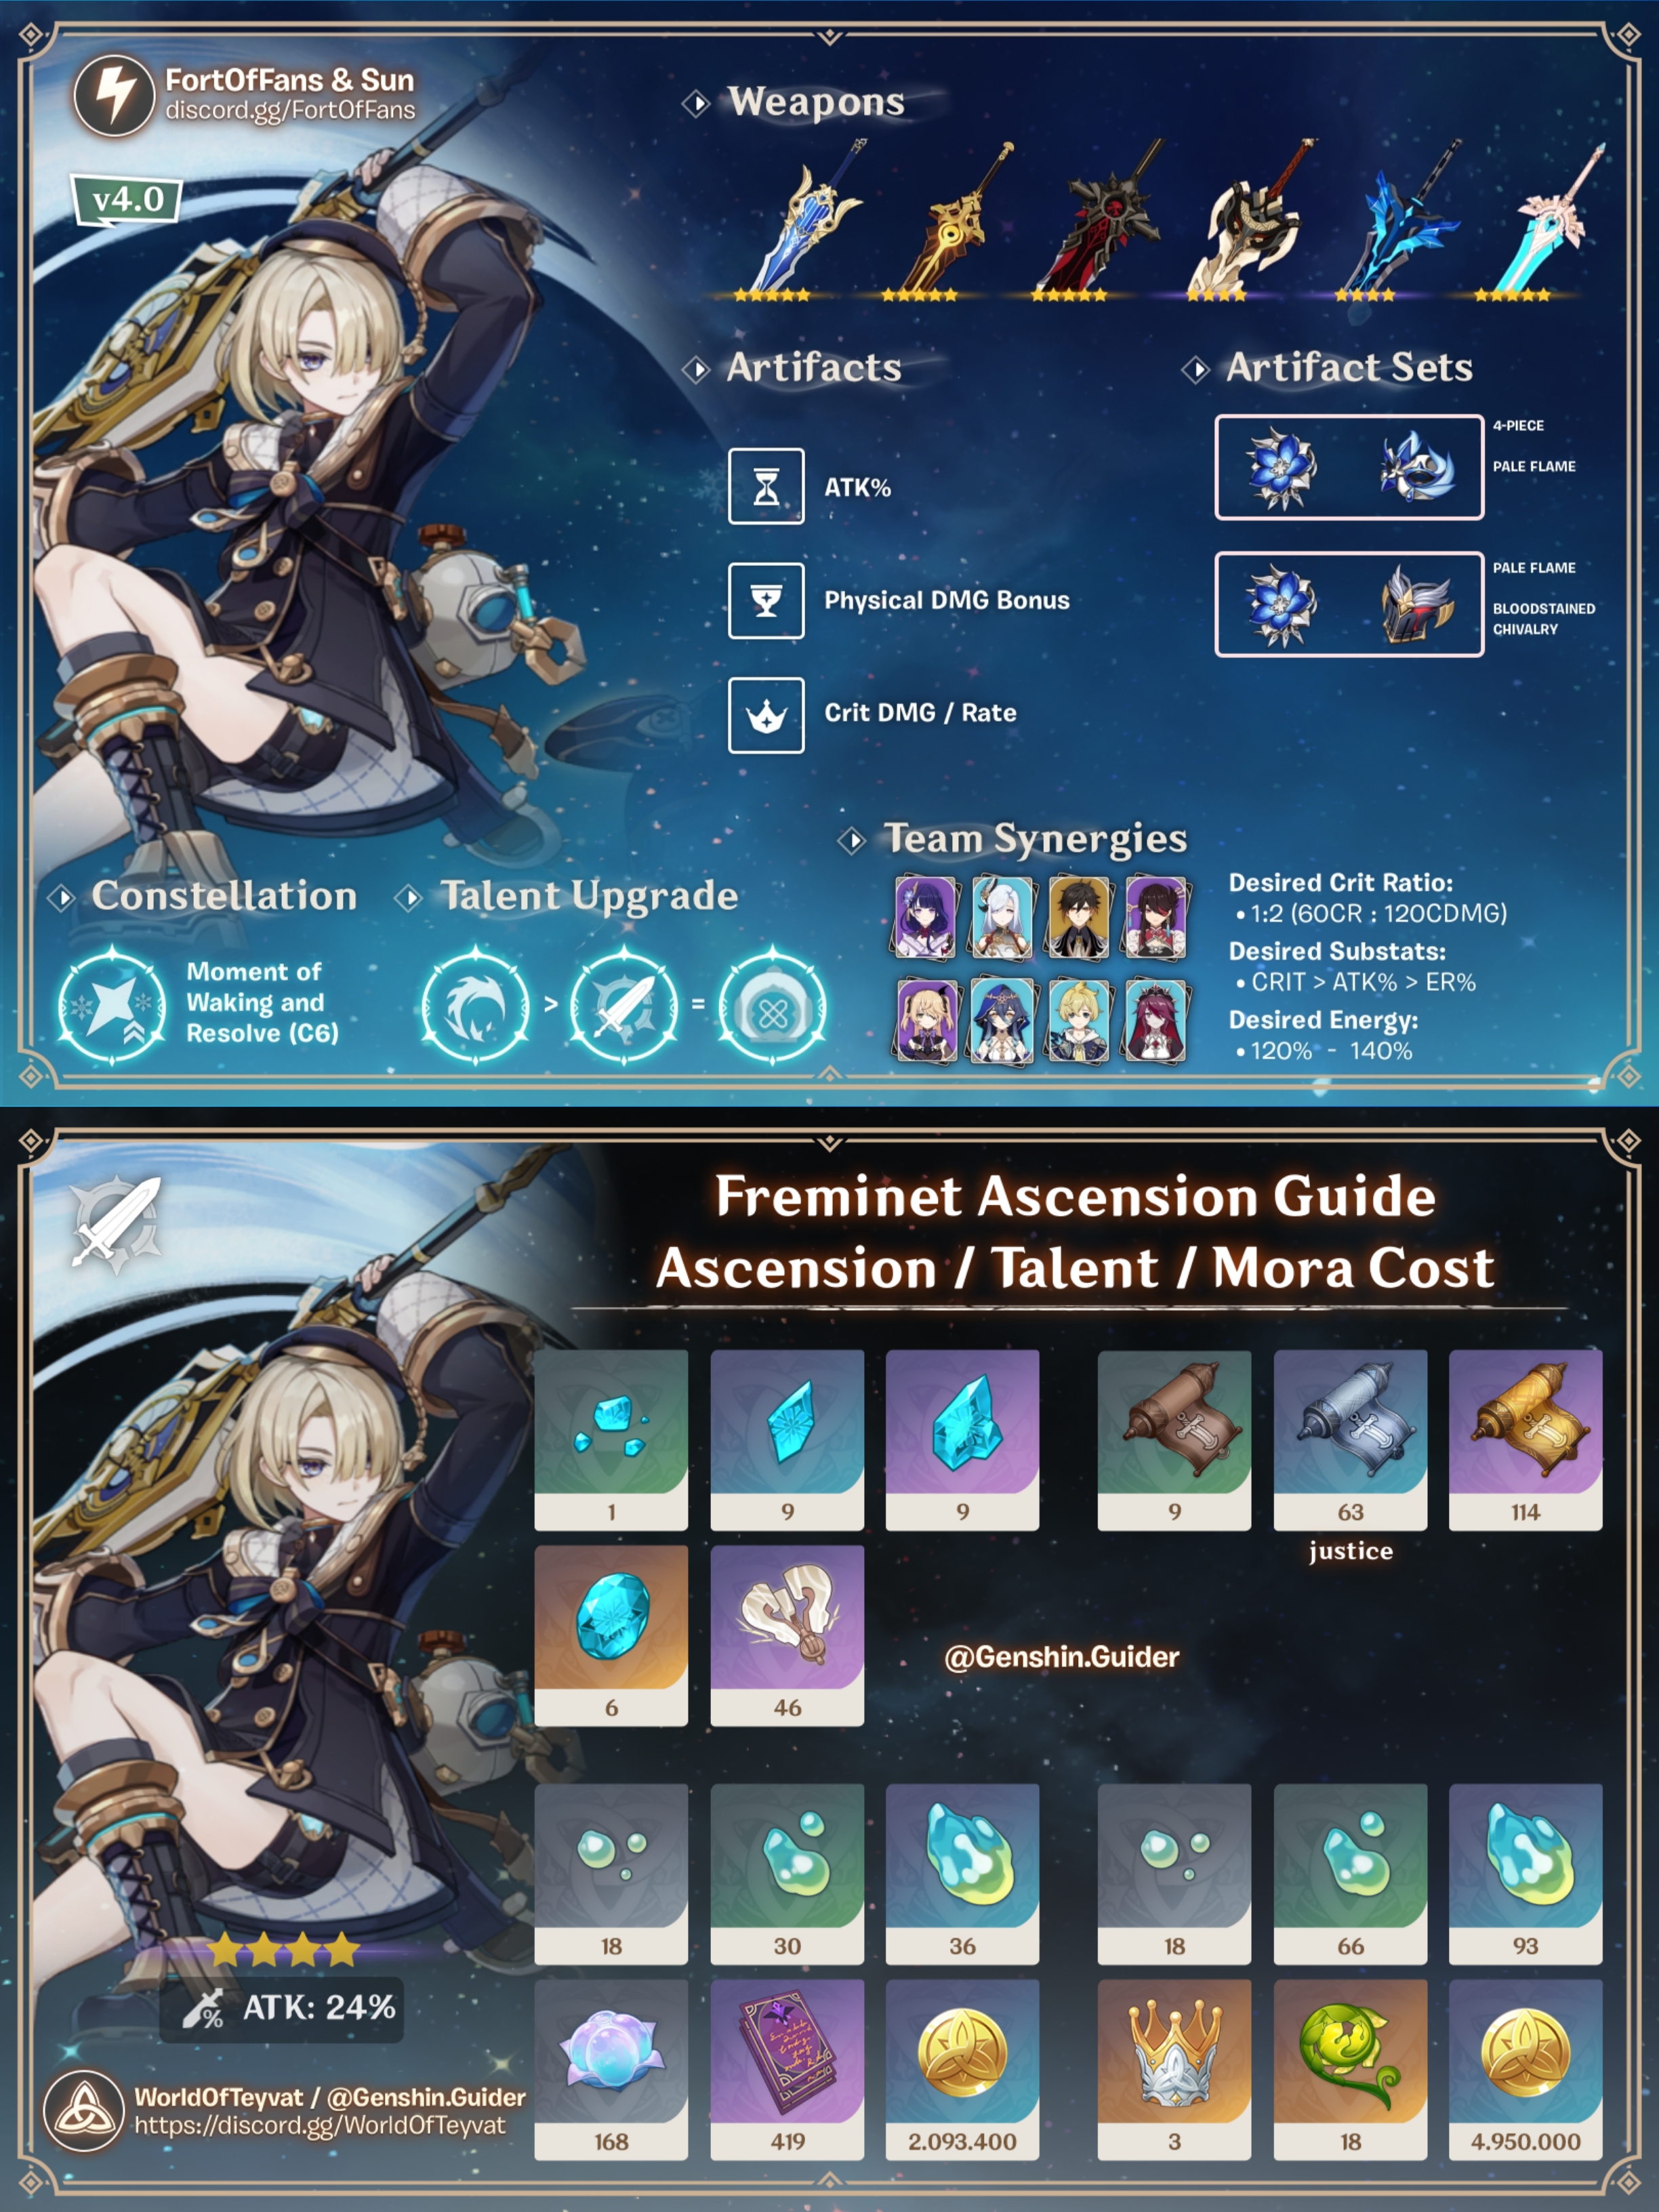 FortOfFans & Sun
discord.gg/FortOfFans
v4.0
Weapons
Artifacts
ATK%
Physical DMG Bonus
Crit DMG / Rate
Artifact Sets
4-PIECE
PALE FLAME
PALE FLAME
BLOODSTAINED
CHIVALRY
Constellation
Moment of
Waking and
Resolve (C6)
Talent Upgrade
> =
Team Synergies
Desired Crit Ratio:
• 1:2 (60CR : 120CDMG)
Desired Substats:
• CRIT > ATK% > ER%
Desired Energy:
• 120% - 140%
Freminet Ascension Guide
Ascension / Talent / Mora Cost
1 9 9 9 63 114
justice
6 46
@Genshin.Guider
18 30 36 18 66 93
168 419 2.093.400 3 18 4.950.000
ATK: 24%
WorldOfTeyvat / @Genshin.Guider
https://discord.gg/WorldOfTeyvat